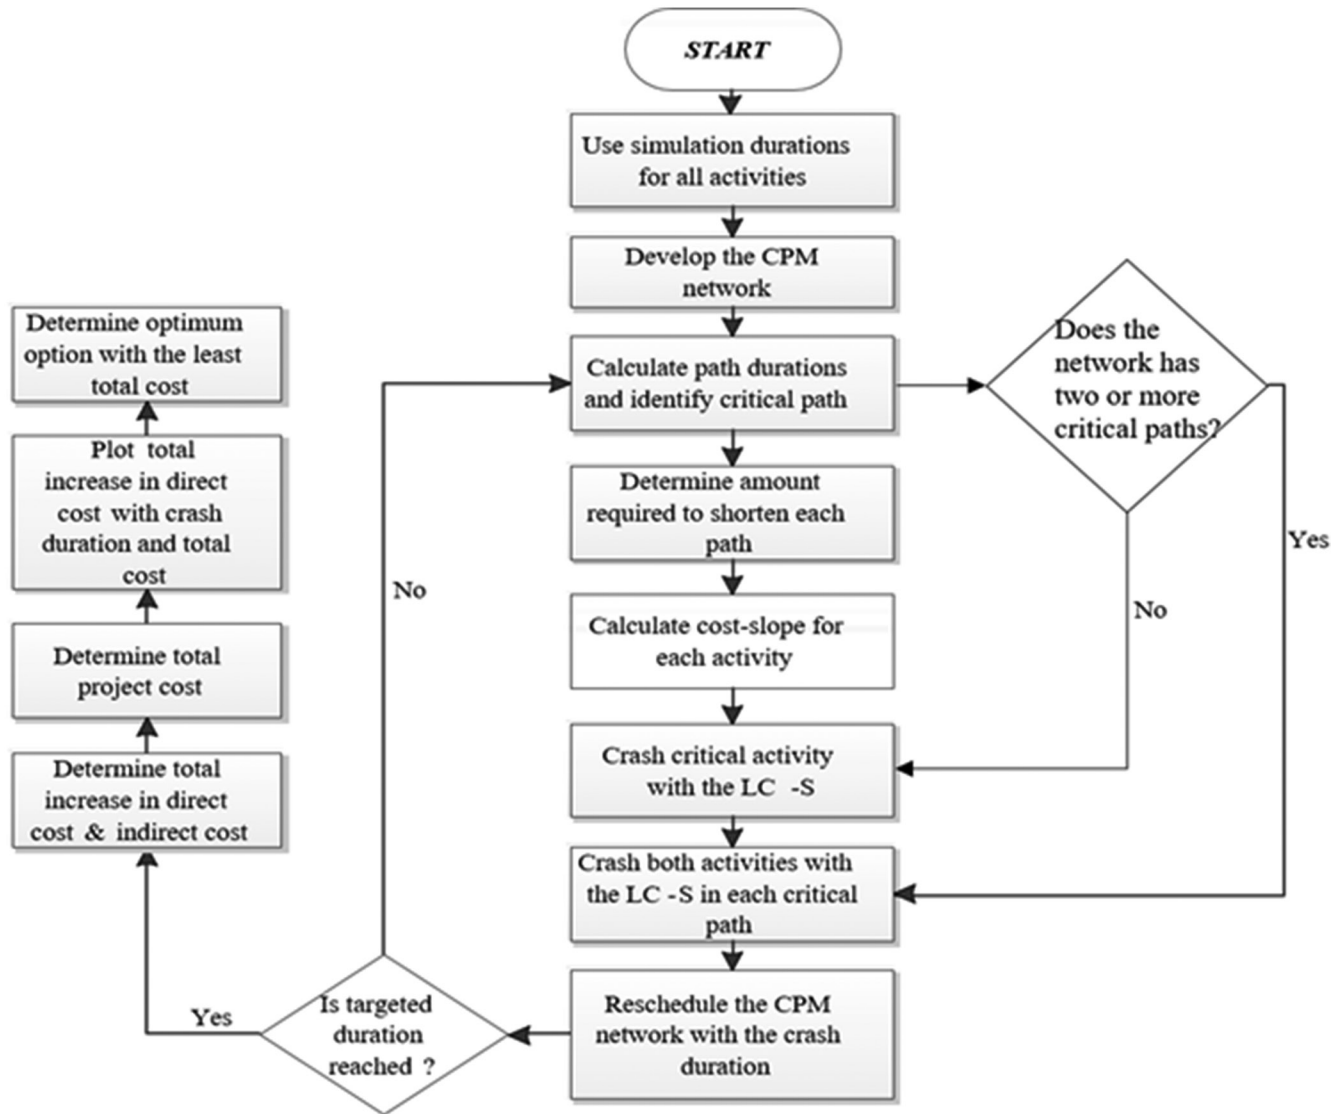 START
Use simulation durations
for all activities
Develop the CPM
network
Calculate path durations
and identify critical path
Does the
network has
two or more
critical paths?
Yes
No
Determine amount
required to shorten each
path
Calculate cost-slope for
each activity
Crash critical activity
with the LC -S
Crash both activities with
the LC -S in each critical
path
Reschedule the CPM
network with the crash
duration
Is targeted
duration
reached ?
No
Yes
Determine total
increase in direct
cost & indirect cost
Determine total
project cost
Plot total
increase in direct
cost with crash
duration and total
cost
Determine optimum
option with the least
total cost